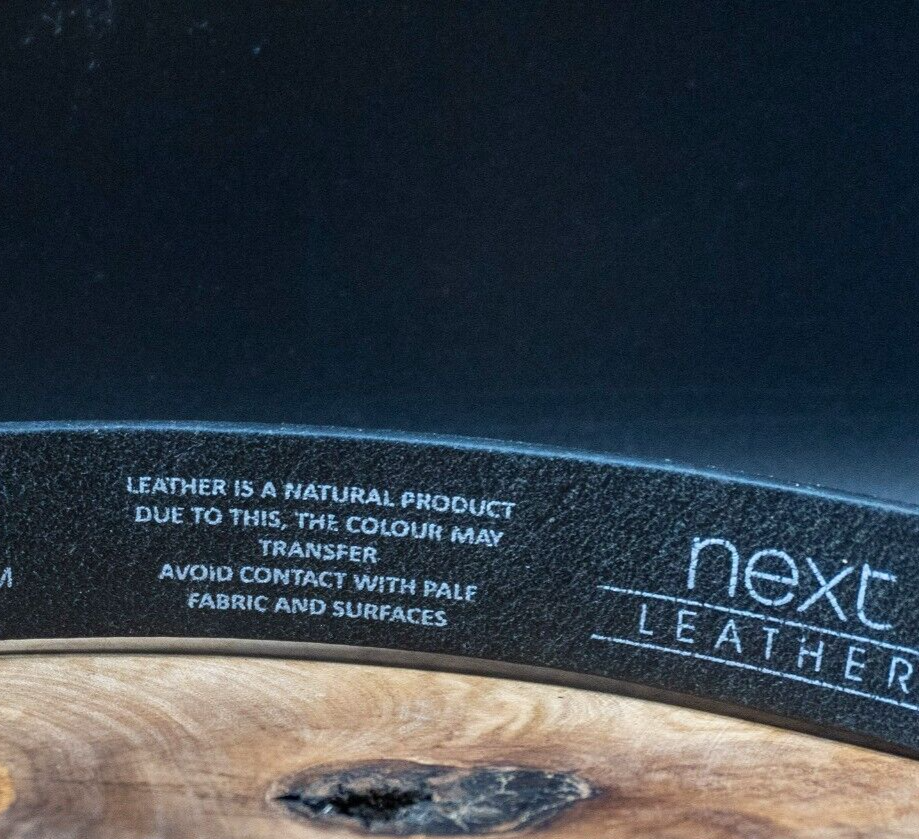 LEATHER IS A NATURAL PRODUCT
DUE TO THIS, THE COLOUR MAY
TRANSFER
AVOID CONTACT WITH PALE
FABRIC AND SURFACES
next
LEATHER